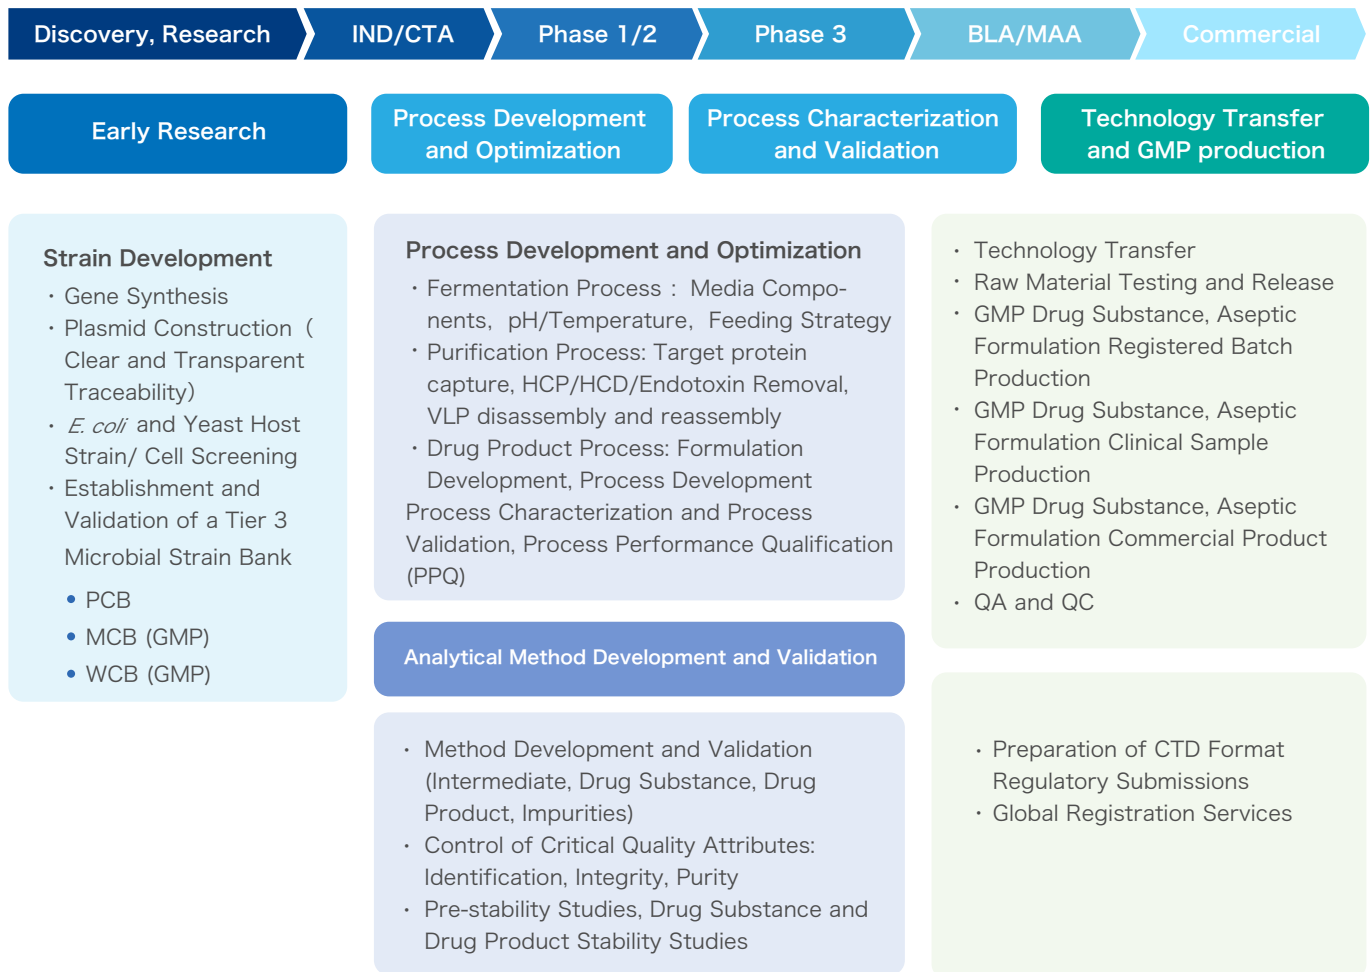 Discovery, Research
IND/CTA
Phase 1/2
Phase 3
BLA/MAA
Commercial
Early Research
Process Development
and Optimization
Process Characterization
and Validation
Technology Transfer
and GMP production
Strain Development
· Gene Synthesis
· Plasmid Construction（
Clear and Transparent
Traceability）
· E. coli and Yeast Host
Strain/ Cell Screening
· Establishment and
Validation of a Tier 3
Microbial Strain Bank
• PCB
• MCB (GMP)
• WCB (GMP)
Process Development and Optimization
· Fermentation Process： Media Compo-
nents, pH/Temperature, Feeding Strategy
· Purification Process: Target protein
capture, HCP/HCD/Endotoxin Removal,
VLP disassembly and reassembly
· Drug Product Process: Formulation
Development, Process Development
Process Characterization and Process
Validation, Process Performance Qualification
(PPQ)
Analytical Method Development and Validation
· Method Development and Validation
(Intermediate, Drug Substance, Drug
Product, Impurities)
· Control of Critical Quality Attributes:
Identification, Integrity, Purity
· Pre-stability Studies, Drug Substance and
Drug Product Stability Studies
· Technology Transfer
· Raw Material Testing and Release
· GMP Drug Substance, Aseptic
Formulation Registered Batch
Production
· GMP Drug Substance, Aseptic
Formulation Clinical Sample
Production
· GMP Drug Substance, Aseptic
Formulation Commercial Product
Production
· QA and QC
· Preparation of CTD Format
Regulatory Submissions
· Global Registration Services